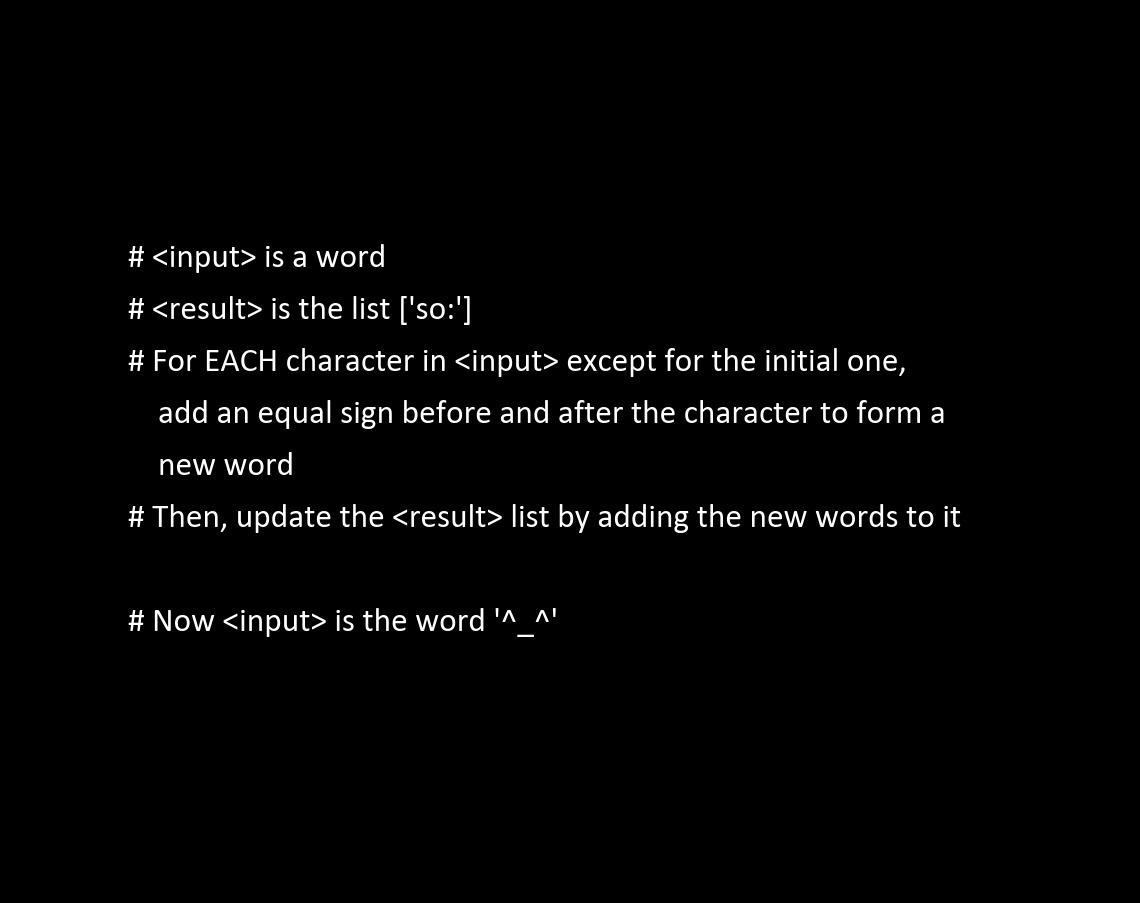 # <input> is a word
# <result> is the list ['so:']
# For EACH character in <input> except for the initial one,
add an equal sign before and after the character to form a
new word
# Then, update the <result> list by adding the new words to it
# Now <input> is the word '^_^'